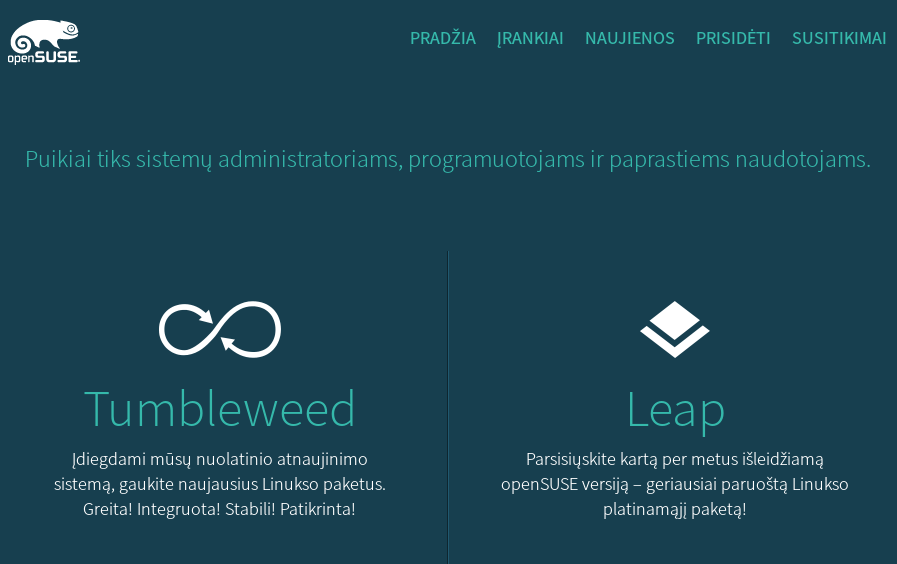 openSUSE
PRADŽIA ĮRANKIAI NAUJIENOS PRISIDĖTI SUSITIKIMAI
Puikiai tiks sistemų administratoriams, programuotojams ir paprastiems naudotojams.
Tumbleweed
Įdiegdami mūsų nuolatinio atnaujinimo
sistemą, gaukite naujausius Linukso paketus.
Greita! Integruota! Stabili! Patikrinta!
Leap
Parsisiųskite kartą per metus išleidžiamą
openSUSE versiją – geriausiai paruoštą Linukso
platinamąjį paketą!